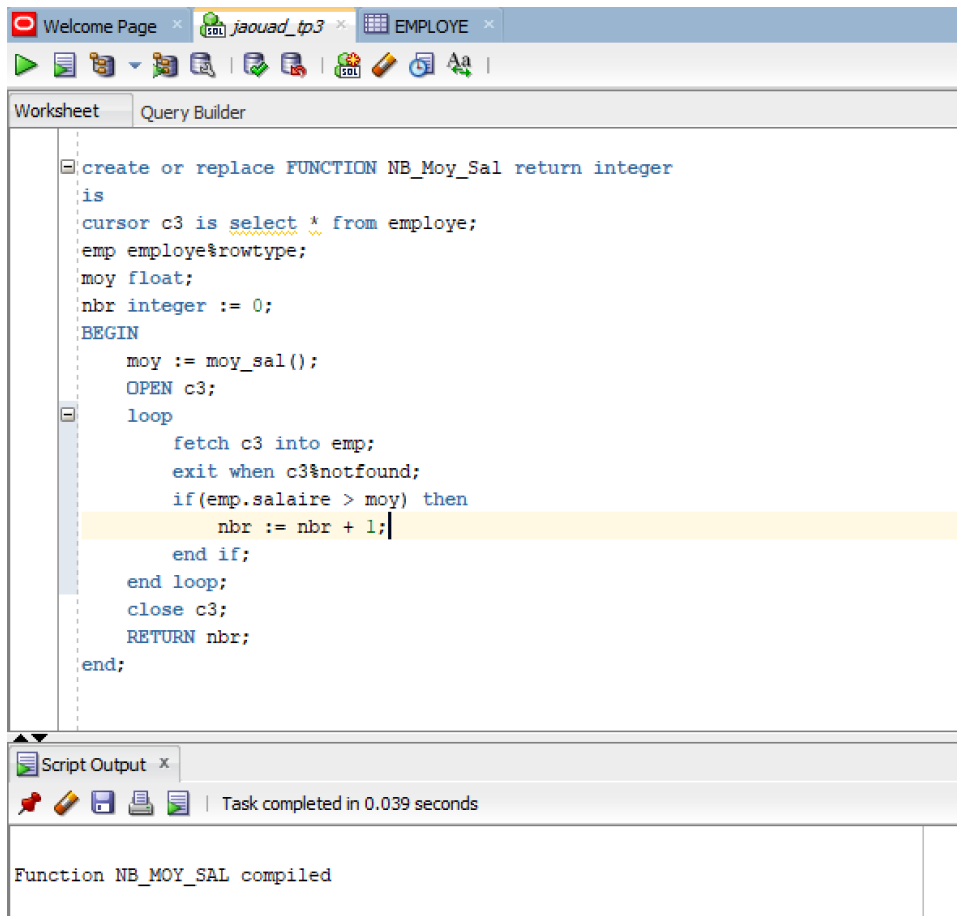 Welcome Page jaouad_tp3 EMPLOYE
Worksheet Query Builder
create or replace FUNCTION NB_Moy_Sal return integer
is
cursor c3 is select * from employe;
emp employe%rowtype;
moy float;
nbr integer := 0;
BEGIN
moy := moy_sal();
OPEN c3;
loop
fetch c3 into emp;
exit when c3%notfound;
if(emp.salaire > moy) then
nbr := nbr + 1;
end if;
end loop;
close c3;
RETURN nbr;
end;
Script Output x
Task completed in 0.039 seconds
Function NB_MOY_SAL compiled